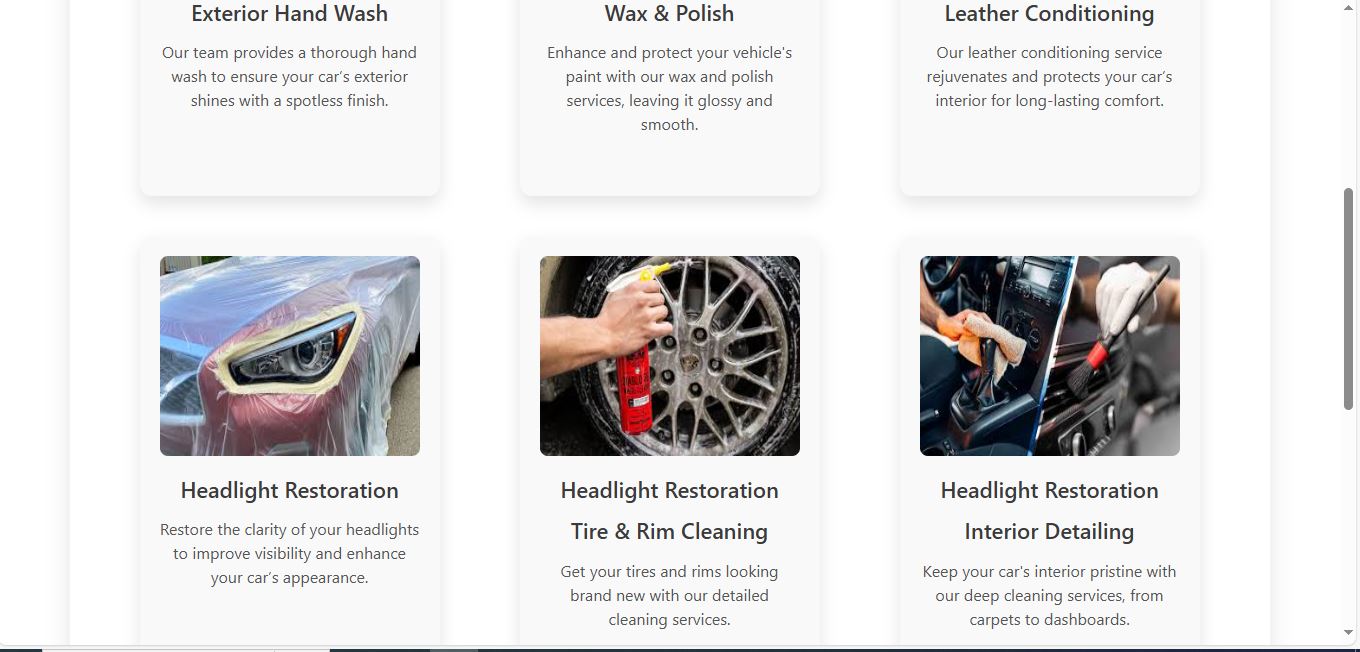 Exterior Hand Wash
Our team provides a thorough hand
wash to ensure your car’s exterior
shines with a spotless finish.
Wax & Polish
Enhance and protect your vehicle's
paint with our wax and polish
services, leaving it glossy and
smooth.
Leather Conditioning
Our leather conditioning service
rejuvenates and protects your car’s
interior for long-lasting comfort.
Headlight Restoration
Restore the clarity of your headlights
to improve visibility and enhance
your car’s appearance.
Headlight Restoration
Tire & Rim Cleaning
Get your tires and rims looking
brand new with our detailed
cleaning services.
Headlight Restoration
Interior Detailing
Keep your car's interior pristine with
our deep cleaning services, from
carpets to dashboards.